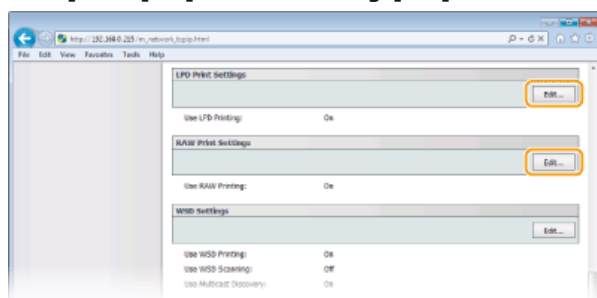 http://192.168.0.215/m_network_tcpip.html
File Edit View Favorites Tools Help
LPD Print Settings
Edit...
Use LPD Printing: On
RAW Print Settings
Edit...
Use RAW Printing: On
WSD Settings
Edit...
Use WSD Printing: On
Use WSD Scanning: Off
Use Multicast Discovery: On